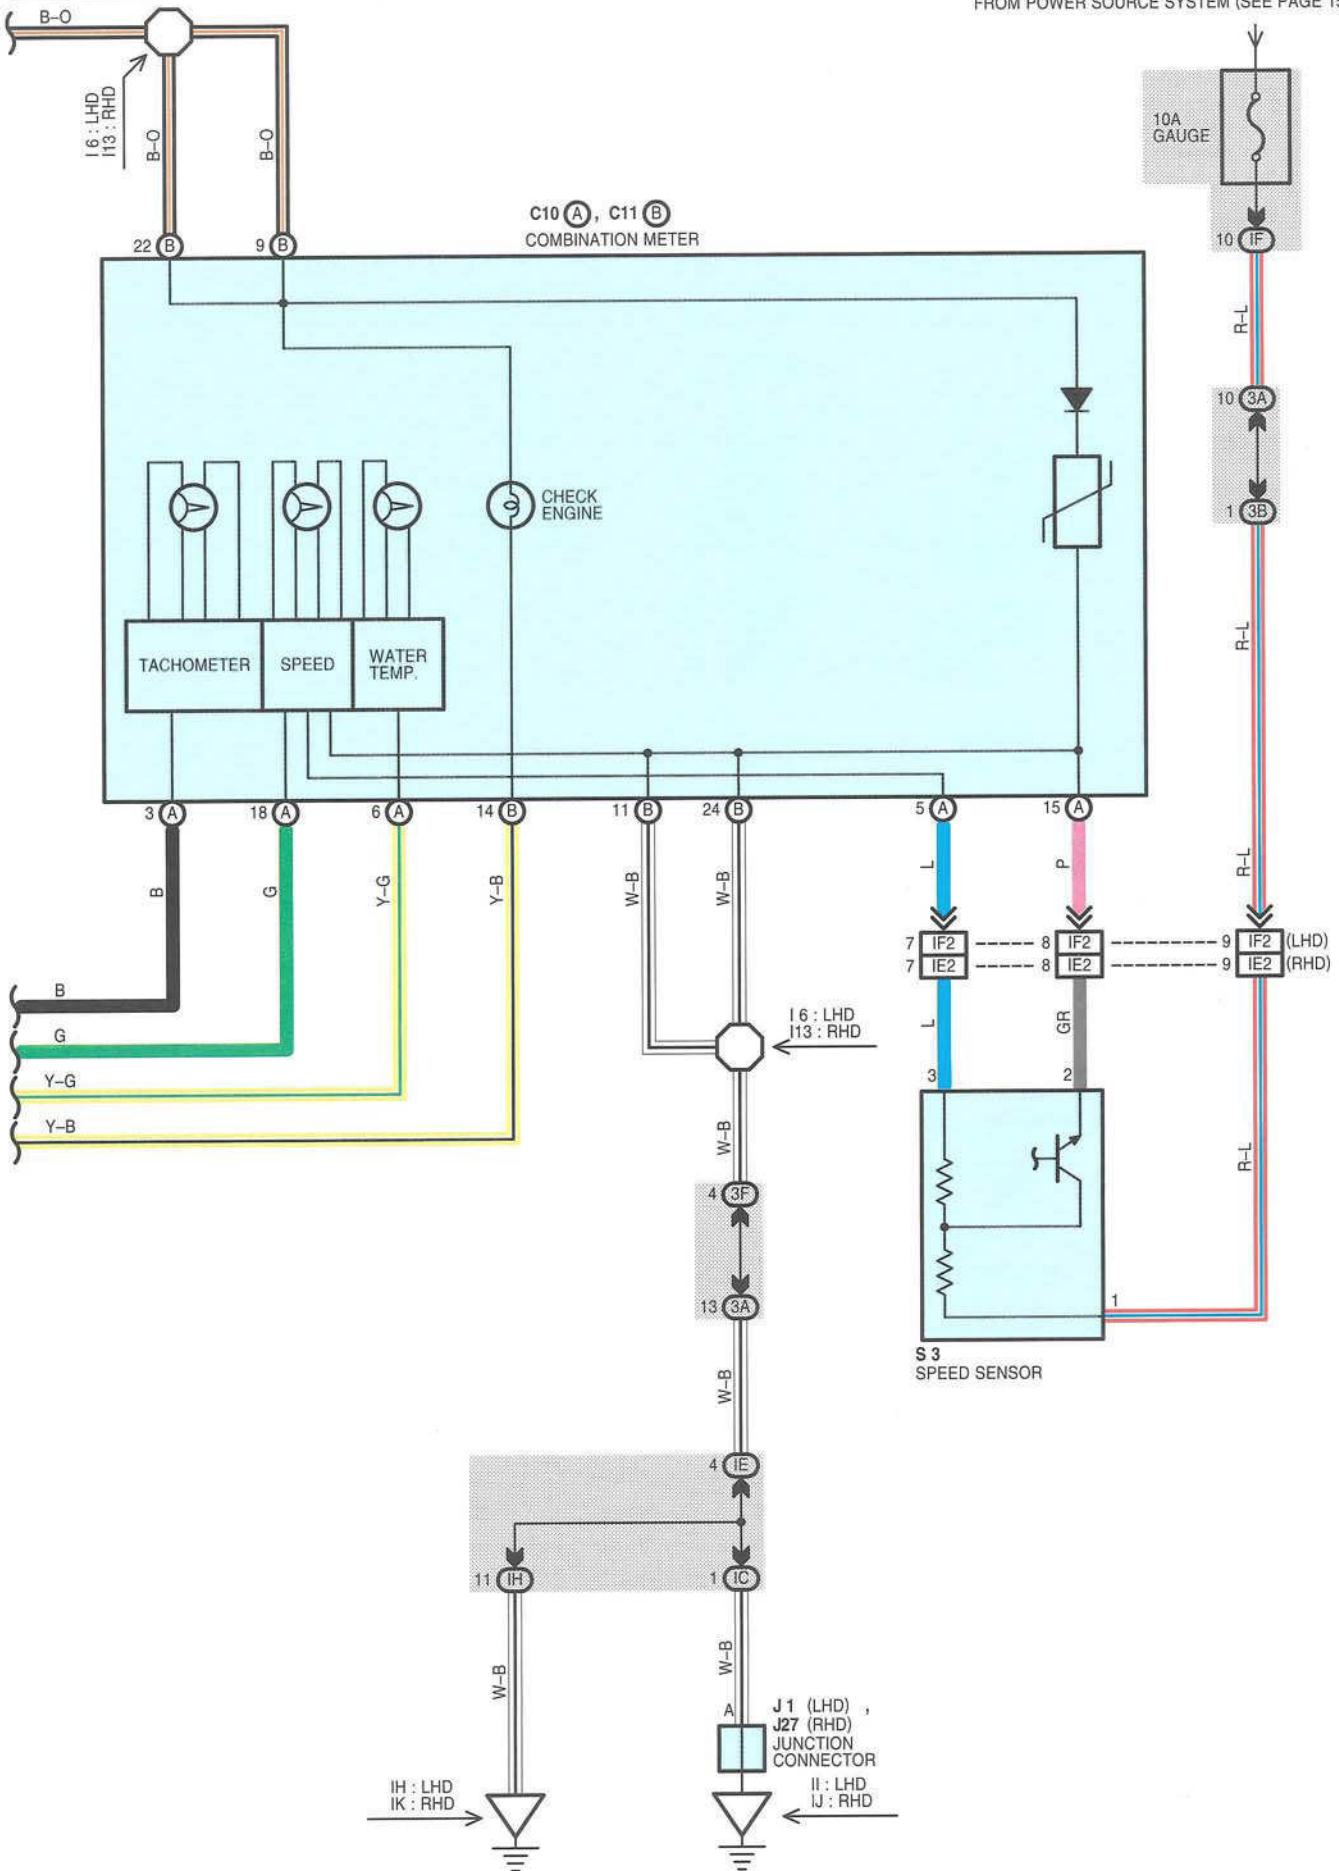 FROM POWER SOURCE SYSTEM (SEE PAGE
B–O
I 6 : LHD
I13 : RHD
B–O
B–O
10A
GAUGE
10 IF
C10 A , C11 B
COMBINATION METER
22 B
9 B
R–L
10 3A
1 3B
CHECK
ENGINE
TACHOMETER
SPEED
WATER
TEMP.
R–L
3 A
18 A
6 A
14 B
11 B
24 B
5 A
15 A
B
G
Y–G
Y–B
W–B
W–B
L
P
R–L
7 IF2
8 IF2
9 IF2 (LHD)
7 IE2
8 IE2
9 IE2 (RHD)
B
G
Y–G
Y–B
I 6 : LHD
I13 : RHD
L
GR
3
2
W–B
R–L
4 3F
13 3A
1
S 3
SPEED SENSOR
W–B
4 IE
11 IH
1 IC
W–B
W–B
A
J 1 (LHD) ,
J27 (RHD)
JUNCTION
CONNECTOR
IH : LHD
IK : RHD
II : LHD
IJ : RHD